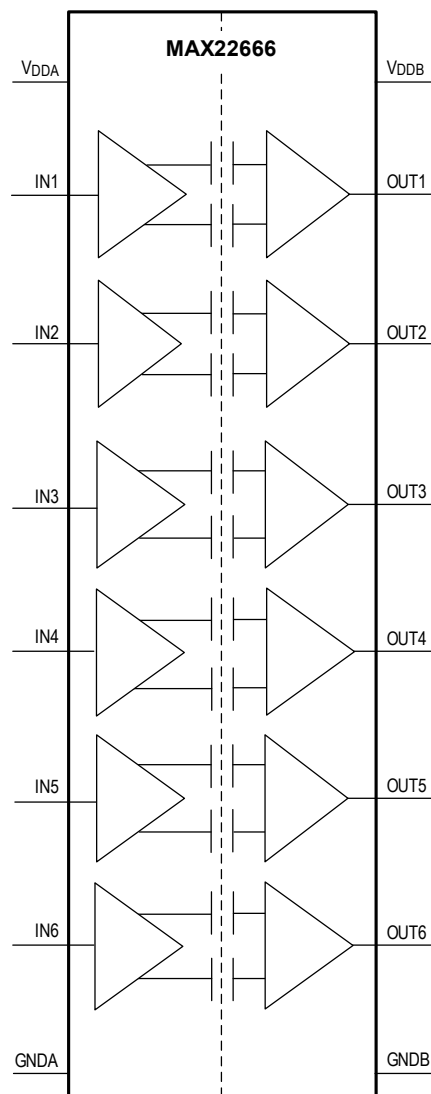 MAX22666
VDDA
VDDB
IN1
OUT1
IN2
OUT2
IN3
OUT3
IN4
OUT4
IN5
OUT5
IN6
OUT6
GNDA
GNDB